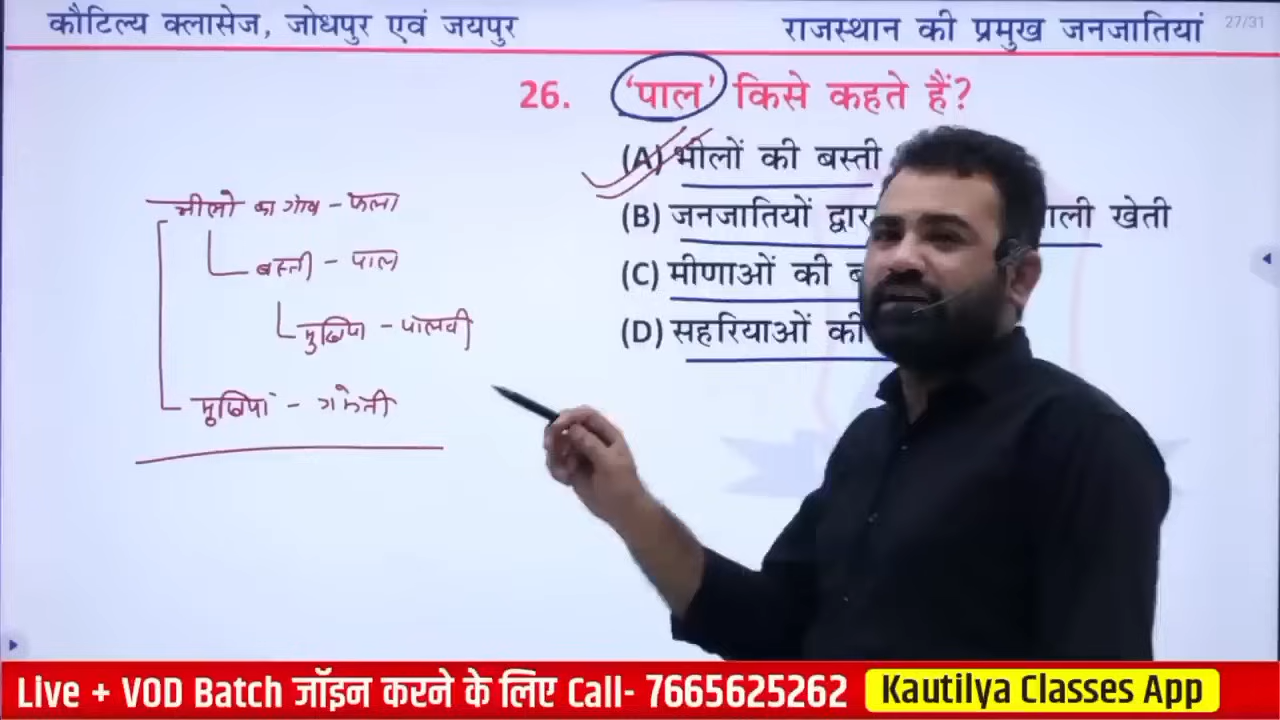 कौटिल्य क्लासेज, जोधपुर एवं जयपुर
राजस्थान की प्रमुख जनजातियां
27/31
26. 'पाल' किसे कहते हैं?
(A) भीलों की बस्ती
(B) जनजातियों द्वारा वाली खेती
(C) मीणाओं की
(D) सहरियाओं की
भीलो का गांव - फला
बस्ती - पाल
मुखिया - पालवी
मुखियां - गमेती
Live + VOD Batch जॉइन करने के लिए Call- 7665625262
Kautilya Classes App